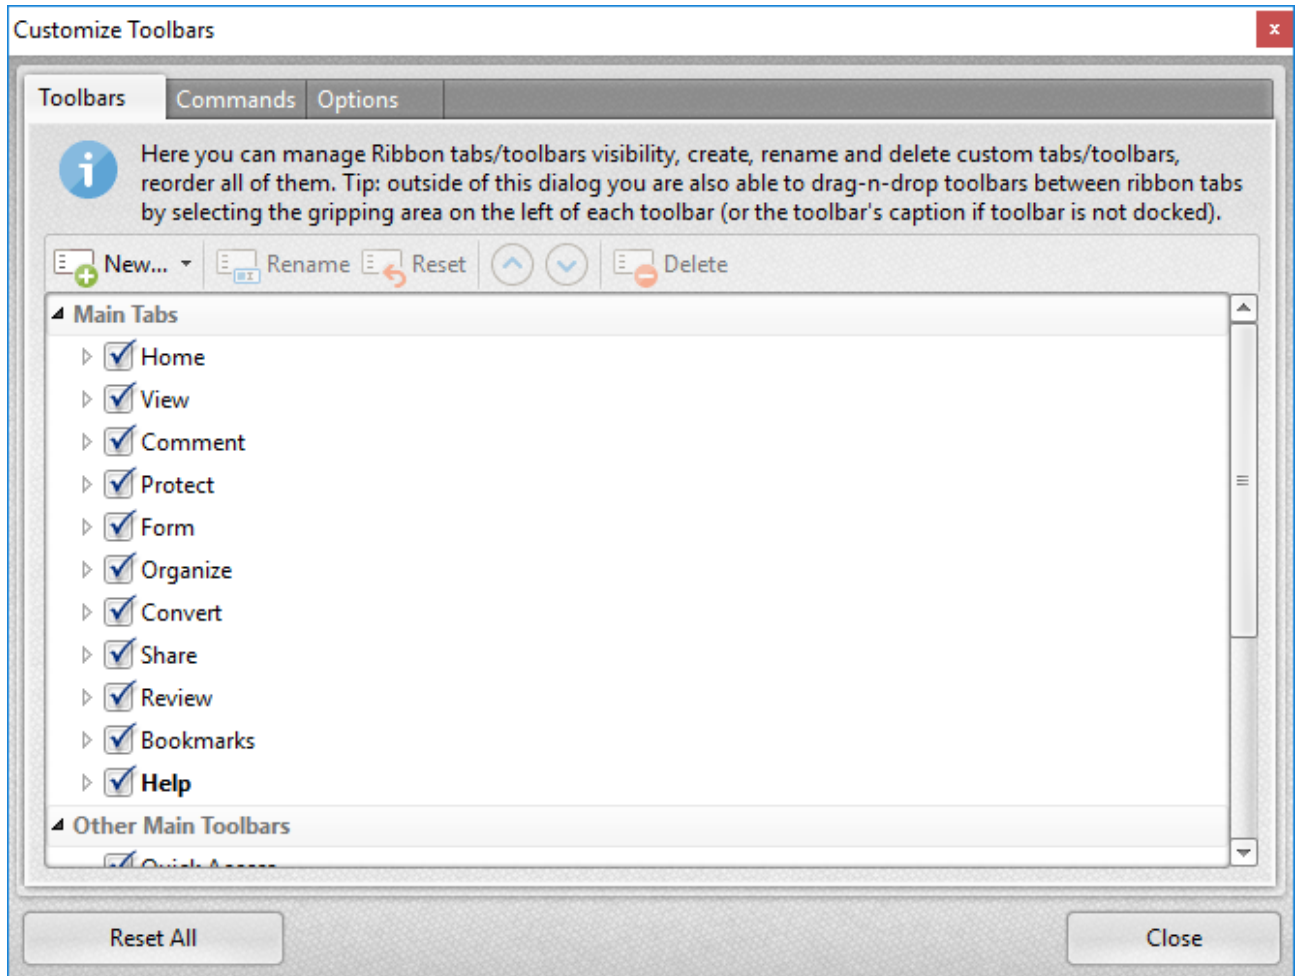 Customize Toolbars
x
Toolbars
Commands
Options
Here you can manage Ribbon tabs/toolbars visibility, create, rename and delete custom tabs/toolbars,
reorder all of them. Tip: outside of this dialog you are also able to drag-n-drop toolbars between ribbon tabs
by selecting the gripping area on the left of each toolbar (or the toolbar's caption if toolbar is not docked).
New... Rename Reset Delete
Main Tabs
Home
View
Comment
Protect
Form
Organize
Convert
Share
Review
Bookmarks
Help
Other Main Toolbars
Quick Access
Reset All
Close